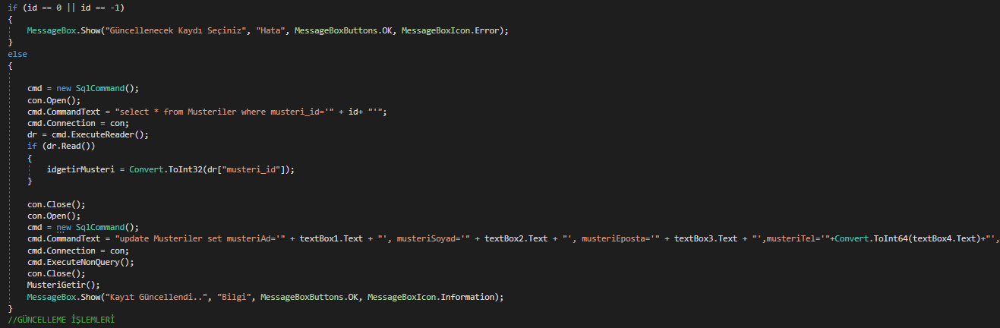 if (id == 0 || id == -1)
{
MessageBox.Show("Güncellenecek Kaydı Seçiniz", "Hata", MessageBoxButtons.OK, MessageBoxIcon.Error);
}
else
{
cmd = new SqlCommand();
con.Open();
cmd.CommandText = "select * from Musteriler where musteri_id='" + id+ "'";
cmd.Connection = con;
dr = cmd.ExecuteReader();
if (dr.Read())
{
idgetirMusteri = Convert.ToInt32(dr["musteri_id"]);
}
con.Close();
con.Open();
cmd = new SqlCommand();
cmd.CommandText = "update Musteriler set musteriAd='" + textBox1.Text + "', musteriSoyad='" + textBox2.Text + "', musteriEposta='" + textBox3.Text + "',musteriTel='"+Convert.ToInt64(textBox4.Text)+"',
cmd.Connection = con;
cmd.ExecuteNonQuery();
con.Close();
MusteriGetir();
MessageBox.Show("Kayıt Güncellendi..", "Bilgi", MessageBoxButtons.OK, MessageBoxIcon.Information);
}
//GÜNCELLEME İŞLEMLERİ